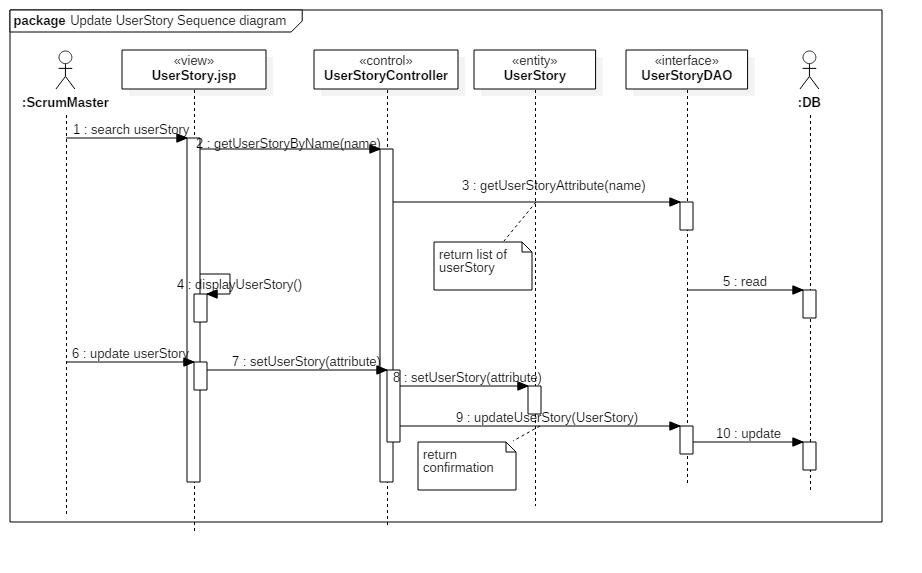 package Update UserStory Sequence diagram
«view»
UserStory.jsp
«control»
UserStoryController
«entity»
UserStory
«interface»
UserStoryDAO
:ScrumMaster
:DB
1 : search userStory
2 : getUserStoryByName(name)
3 : getUserStoryAttribute(name)
return list of
userStory
4 : displayUserStory()
5 : read
6 : update userStory
7 : setUserStory(attribute)
8 : setUserStory(attribute)
9 : updateUserStory(UserStory)
10 : update
return
confirmation